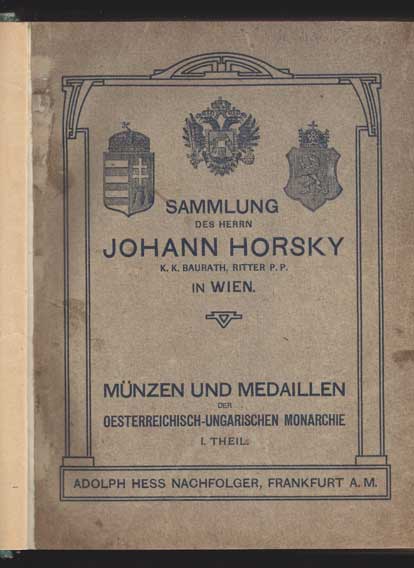 SAMMLUNG
DES HERRN
JOHANN HORSKY
K. K. BAURATH, RITTER P. P.
IN WIEN.
MÜNZEN UND MEDAILLEN
DER
OESTERREICHISCH-UNGARISCHEN MONARCHIE
I. THEIL.
ADOLPH HESS NACHFOLGER, FRANKFURT A. M.